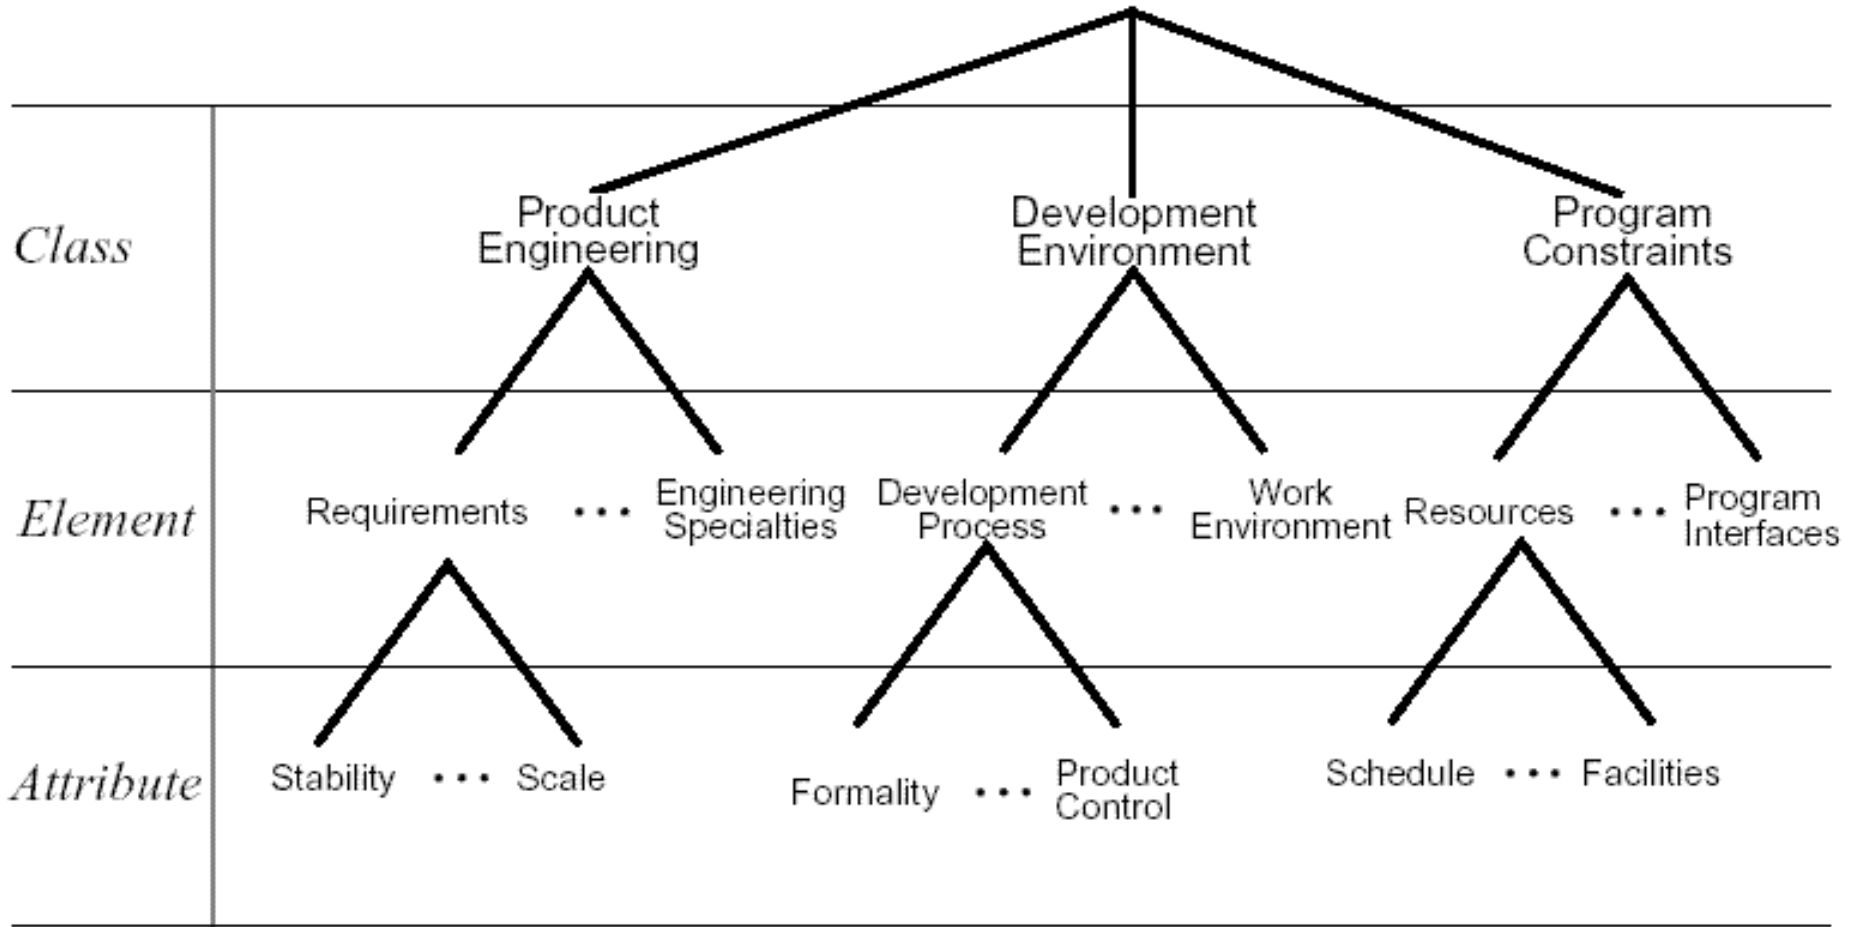 Class
Product
Engineering
Development
Environment
Program
Constraints
Element
Requirements
...
Engineering
Specialties
Development
Process
...
Work
Environment
Resources
...
Program
Interfaces
Attribute
Stability
...
Scale
Formality
...
Product
Control
Schedule
...
Facilities